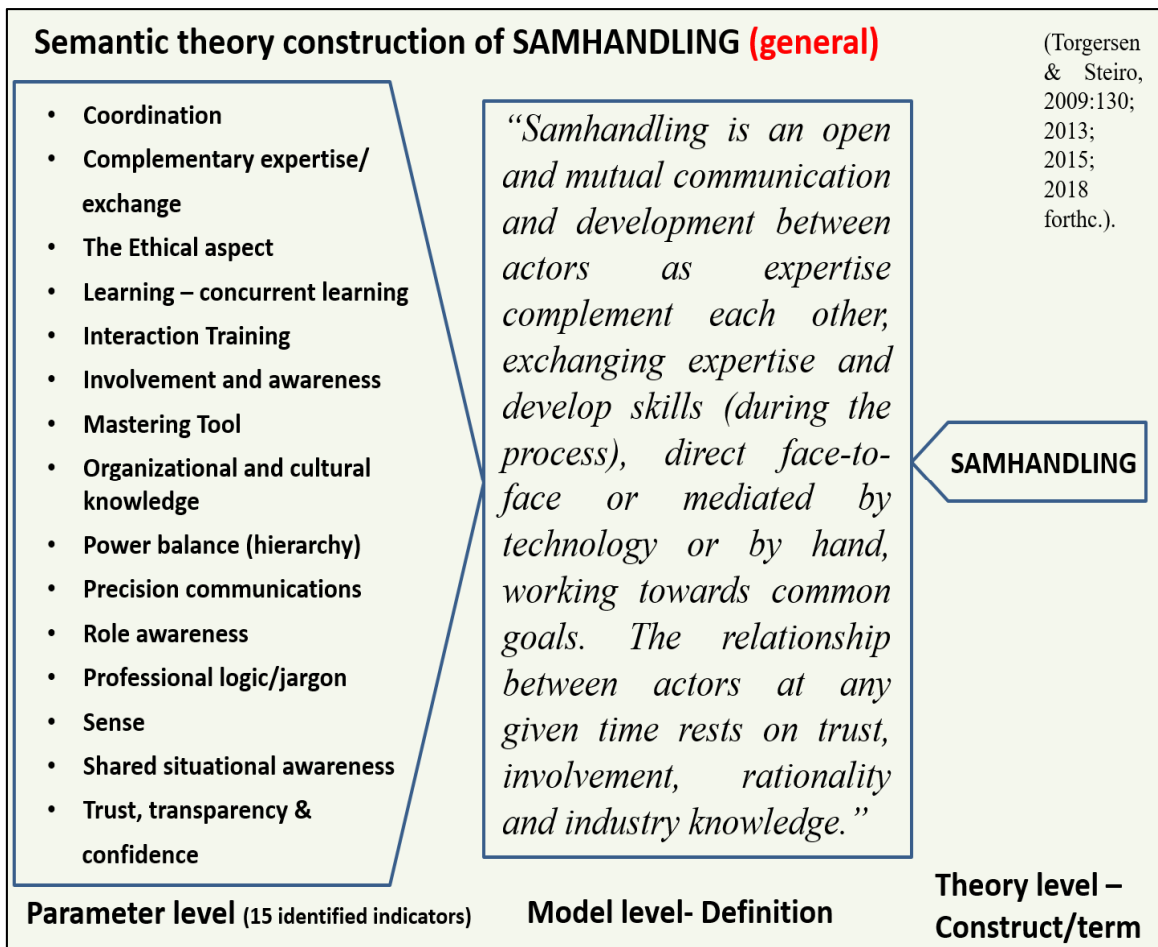 Semantic theory construction of SAMHANDLING (general)
(Torgersen
& Steiro,
2009:130;
2013;
2015;
2018
forthc.).
• Coordination
• Complementary expertise/
exchange
• The Ethical aspect
• Learning – concurrent learning
• Interaction Training
• Involvement and awareness
• Mastering Tool
• Organizational and cultural
knowledge
• Power balance (hierarchy)
• Precision communications
• Role awareness
• Professional logic/jargon
• Sense
• Shared situational awareness
• Trust, transparency &
confidence
“Samhandling is an open
and mutual communication
and development between
actors as expertise
complement each other,
exchanging expertise and
develop skills (during the
process), direct face-to-
face or mediated by
technology or by hand,
working towards common
goals. The relationship
between actors at any
given time rests on trust,
involvement, rationality
and industry knowledge.”
SAMHANDLING
Parameter level (15 identified indicators)
Model level- Definition
Theory level –
Construct/term